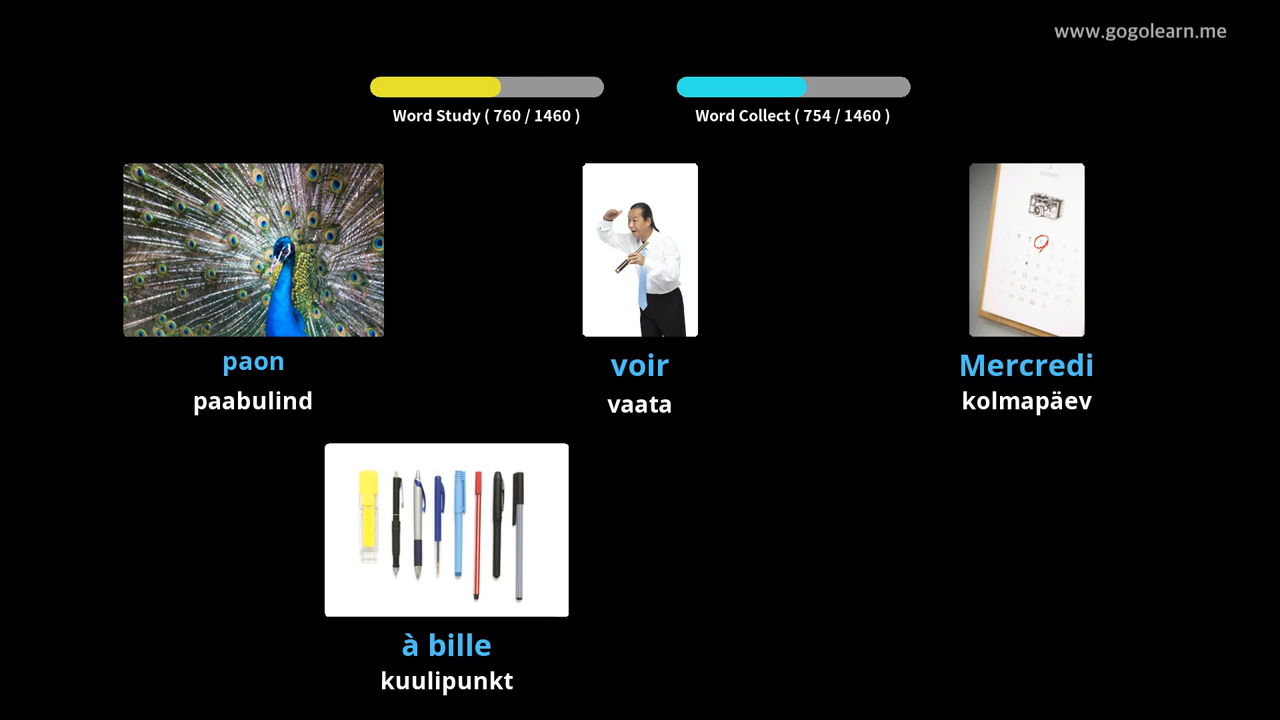 www.gogolearn.me
Word Study ( 760 / 1460 )
Word Collect ( 754 / 1460 )
paon
paabulind
voir
vaata
Mercredi
kolmapäev
à bille
kuulipunkt